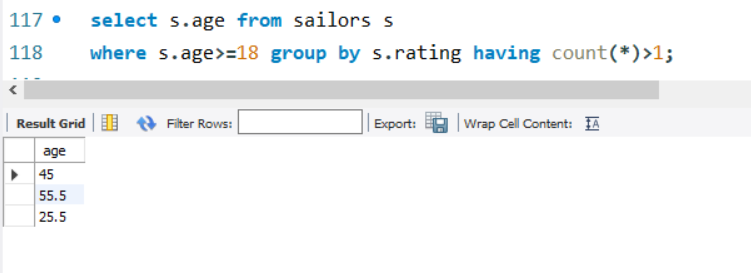 117 select s.age from sailors s
118 where s.age>=18 group by s.rating having count(*)>1;
Result Grid Filter Rows: Export: Wrap Cell Content: IA
age
45
55.5
25.5